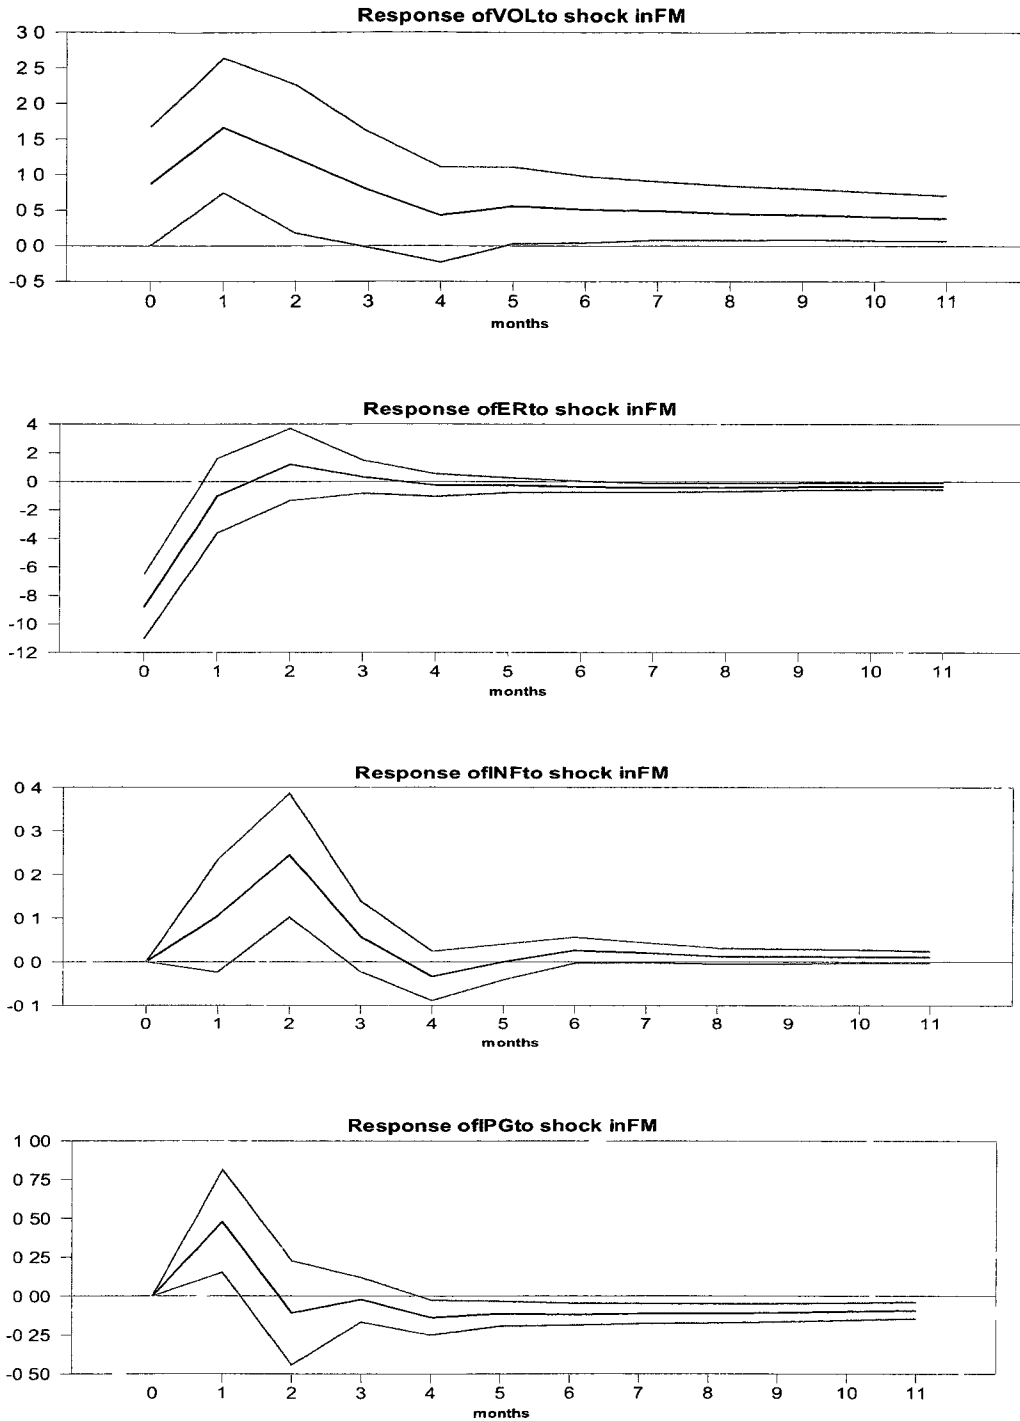 Response ofVOLto shock inFM
3 0
2 5
2 0
1 5
1 0
0 5
0 0
-0 5
0 1 2 3 4 5 6 7 8 9 10 11
months
Response ofERto shock inFM
4
2
0
-2
-4
-6
-8
-10
-12
0 1 2 3 4 5 6 7 8 9 10 11
months
Response ofINFto shock inFM
0 4
0 3
0 2
0 1
0 0
-0 1
0 1 2 3 4 5 6 7 8 9 10 11
months
Response ofIPGto shock inFM
1 00
0 75
0 50
0 25
0 00
-0 25
-0 50
0 1 2 3 4 5 6 7 8 9 10 11
months